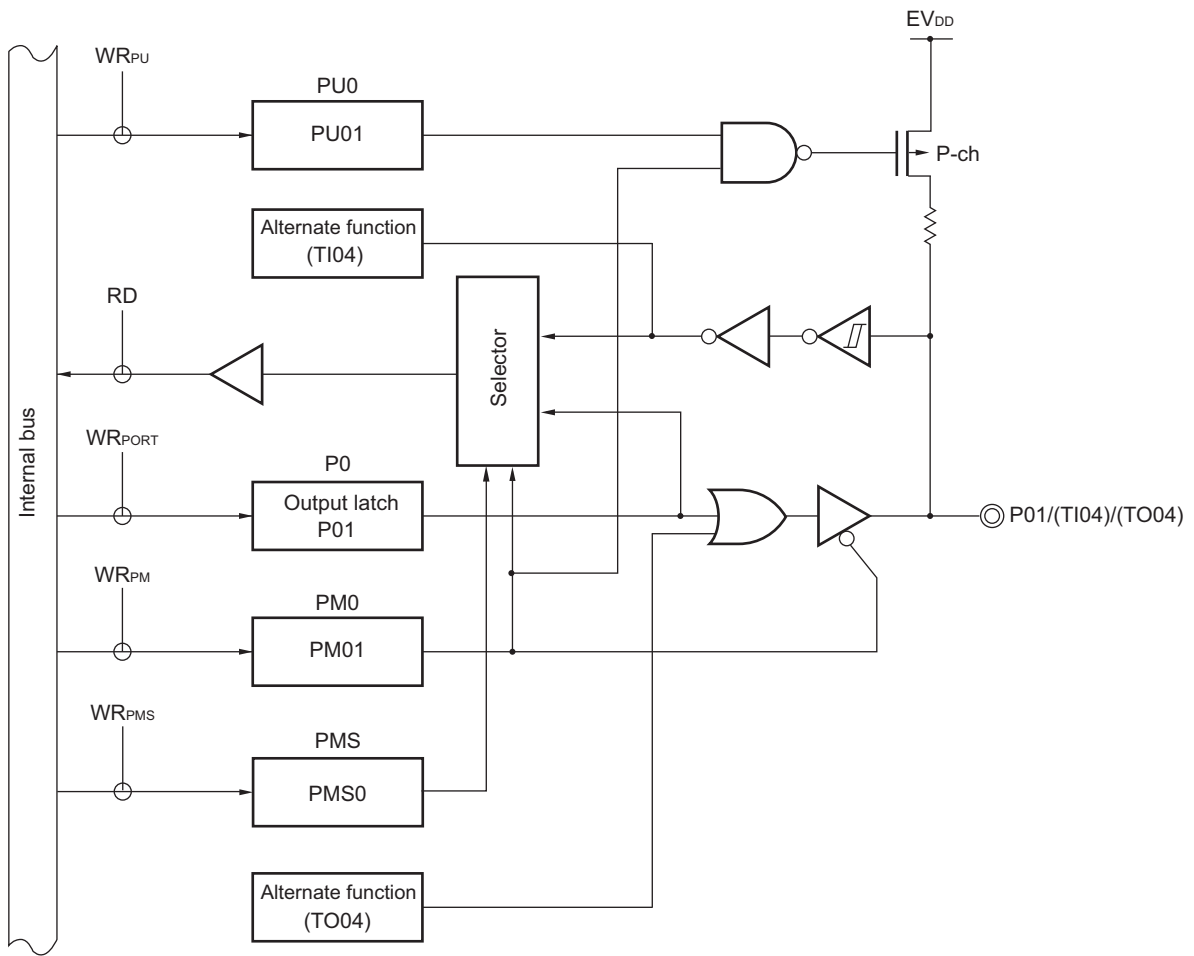 EVDD
WRPU
PU0
PU01
P-ch
Alternate function
(TI04)
RD
Selector
Internal bus
WRPORT
P0
Output latch
P01
P01/(TI04)/(TO04)
WRPM
PM0
PM01
WRPMS
PMS
PMS0
Alternate function
(TO04)